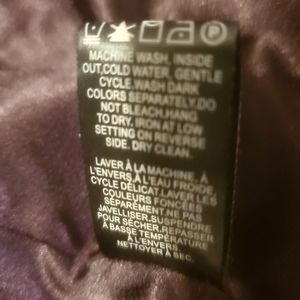 P
MACHINE WASH, INSIDE
OUT,COLD WATER, GENTLE
CYCLE.WASH DARK
COLORS SEPARATELY.DO
NOT BLEACH.HANG
TO DRY. IRON AT LOW
SETTING ON REVERSE
SIDE. DRY CLEAN.
LAVER À LA MACHINE, À
L'ENVERS,À L'EAU FROIDE,
CYCLE DÉLICAT.LAVER LES
COULEURS FONCÉES
SÉPARÉMENT.NE PAS
JAVELLISER.SUSPENDRE
POUR SÉCHER.REPASSER
À BASSE TEMPÉRATURE
À L'ENVERS.
NETTOYER À SEC.